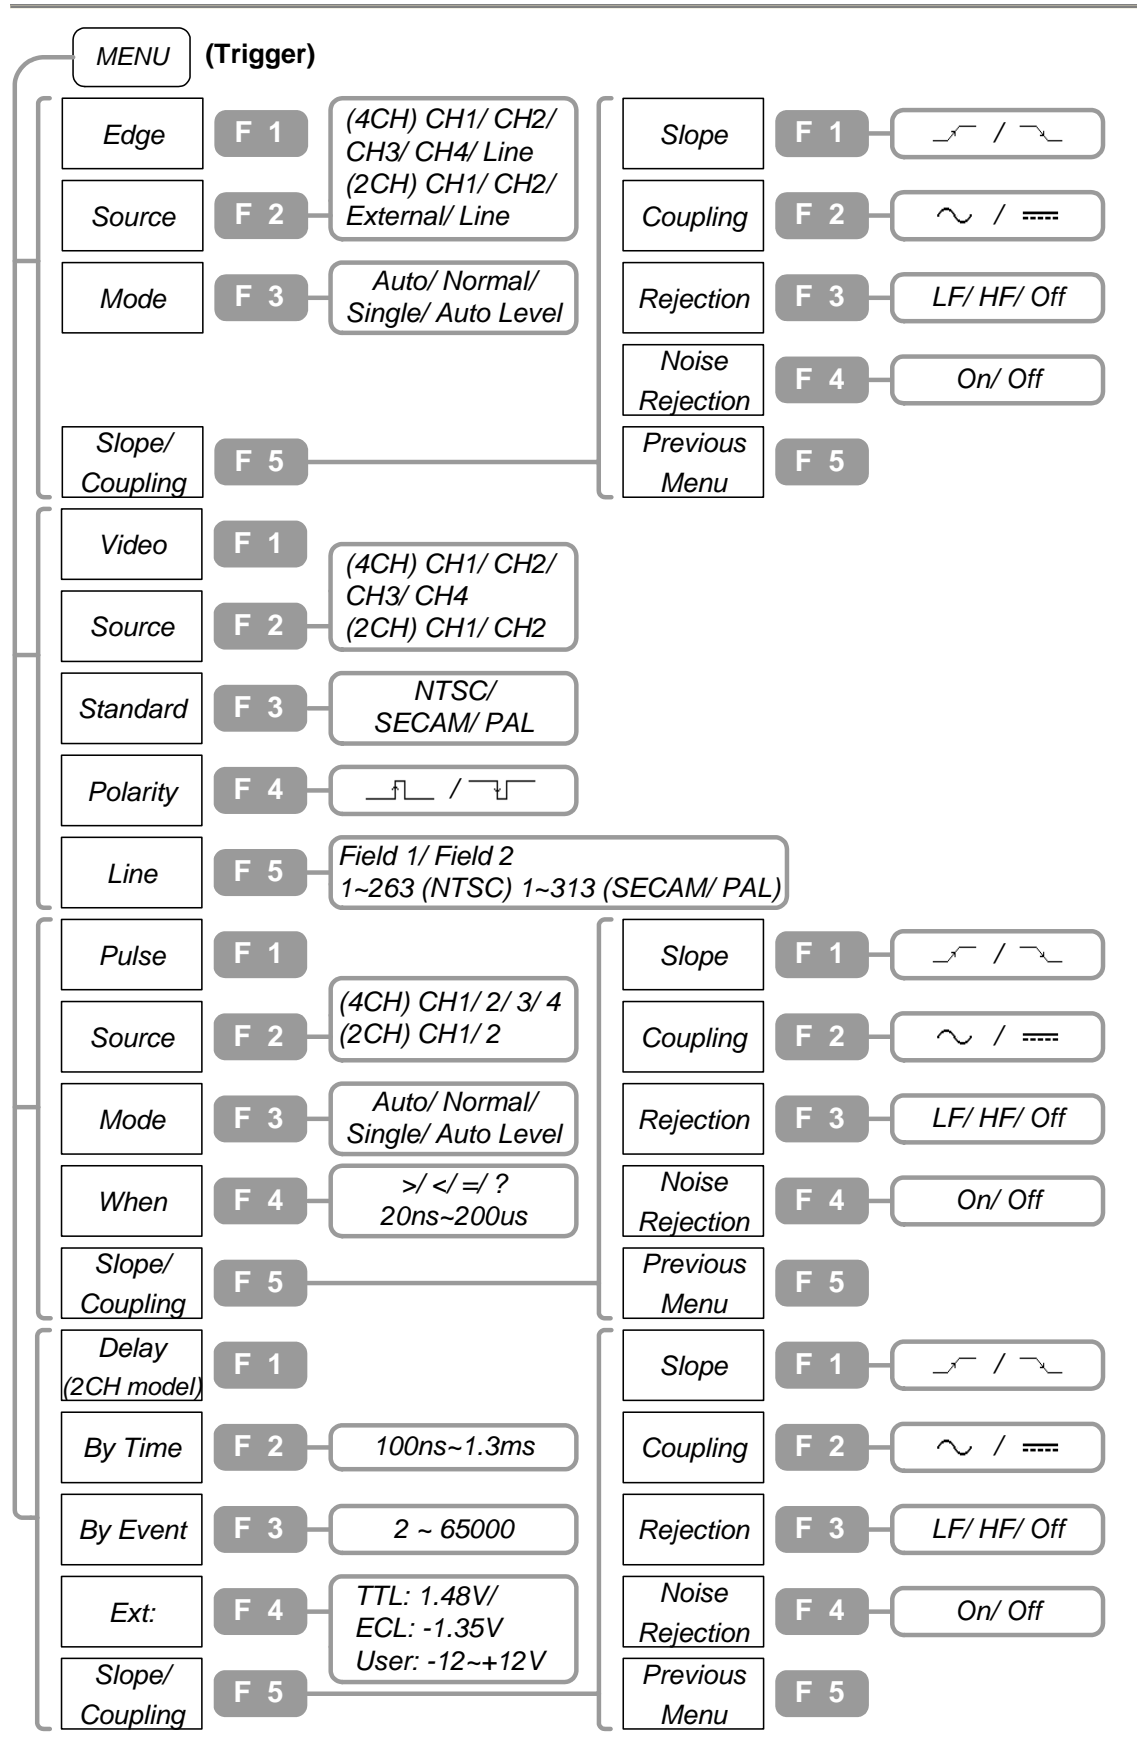 MENU (Trigger)
Edge F 1
(4CH) CH1/ CH2/
CH3/ CH4/ Line
(2CH) CH1/ CH2/
External/ Line
Source F 2
Mode F 3
Auto/ Normal/
Single/ Auto Level
Slope/
Coupling
F 5
Slope F 1 /
Coupling F 2 /
Rejection F 3 LF/ HF/ Off
Noise
Rejection
F 4 On/ Off
Previous
Menu
F 5
Video F 1
Source F 2
(4CH) CH1/ CH2/
CH3/ CH4
(2CH) CH1/ CH2
Standard F 3
NTSC/
SECAM/ PAL
Polarity F 4 /
Line F 5
Field 1/ Field 2
1~263 (NTSC) 1~313 (SECAM/ PAL)
Pulse F 1
Source F 2
(4CH) CH1/ 2/ 3/ 4
(2CH) CH1/ 2
Mode F 3
Auto/ Normal/
Single/ Auto Level
When F 4
>/ </ =/ ?
20ns~200us
Slope/
Coupling
F 5
Slope F 1 /
Coupling F 2 /
Rejection F 3 LF/ HF/ Off
Noise
Rejection
F 4 On/ Off
Previous
Menu
F 5
Delay
(2CH model)
F 1
By Time F 2 100ns~1.3ms
By Event F 3 2 ~ 65000
Ext: F 4
TTL: 1.48V/
ECL: -1.35V
User: -12~+12V
Slope/
Coupling
F 5
Slope F 1 /
Coupling F 2 /
Rejection F 3 LF/ HF/ Off
Noise
Rejection
F 4 On/ Off
Previous
Menu
F 5